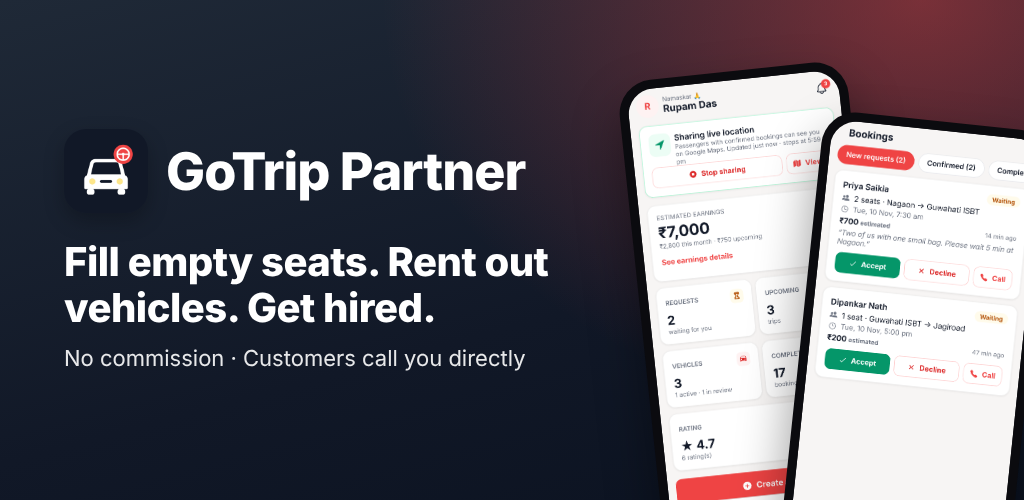 GoTrip Partner
Fill empty seats. Rent out
vehicles. Get hired.
No commission · Customers call you directly
R
Namaskar 🙏
Rupam Das
Sharing live location
Passengers with confirmed bookings can see you
on Google Maps. Updated just now · stops at
pm
Stop sharing
View
ESTIMATED EARNINGS
₹7,000
₹2,800 this month · ₹750 upcoming
See earnings details
REQUESTS
2
waiting for you
UPCOMING
3
trips
VEHICLES
3
1 active · 1 in review
17
RATING
★ 4.7
6 rating(s)
Create
Bookings
New requests (2)
Confirmed (2)
Priya Saikia
Waiting
2 seats · Nagaon → Guwahati ISBT
Tue, 10 Nov, 7:30 am
14 min ago
₹700 estimated
"Two of us with one small bag. Please wait 5 min at
Nagaon."
Accept
Decline
Call
Dipankar Nath
Waiting
1 seat · Guwahati ISBT → Jagiroad
Tue, 10 Nov, 5:00 pm
47 min ago
₹200 estimated
Accept
Decline
Call